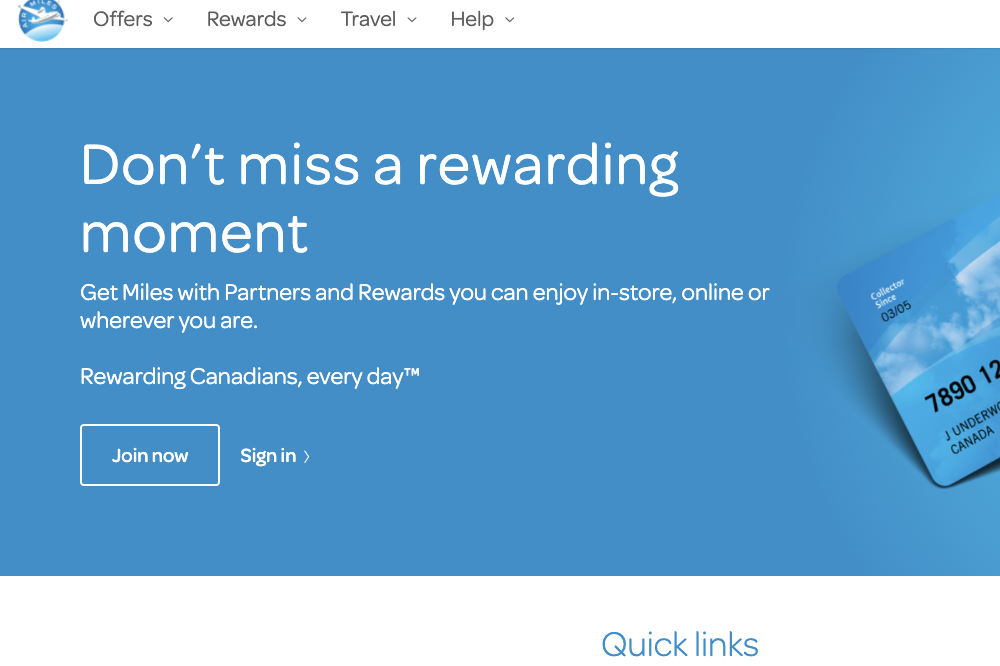 AIR MILES
Offers
Rewards
Travel
Help
Don't miss a rewarding
moment
Get Miles with Partners and Rewards you can enjoy in-store, online or
wherever you are.
Rewarding Canadians, every day™
Join now
Sign in
Collector
Since
03/05
7890 12
J UNDERWO
CANADA
Quick links